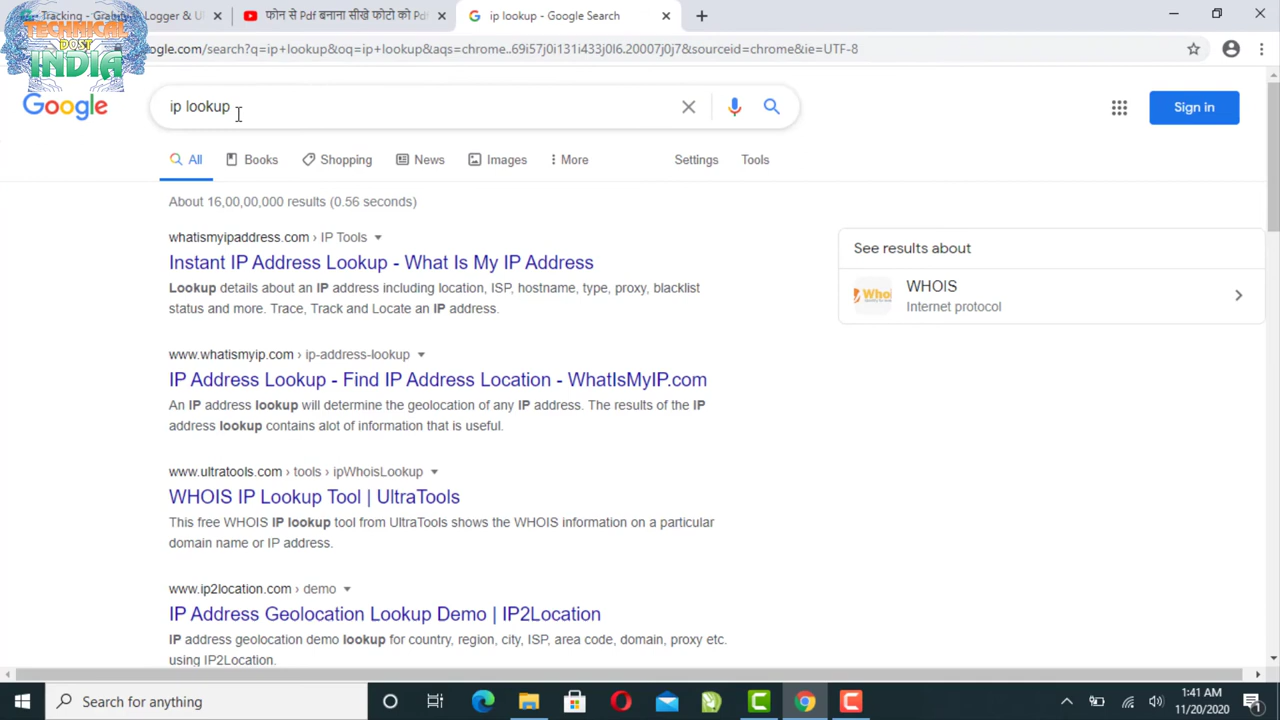 Tracking - Grabify IP Logger & U
फोन से Pdf बनाना सीखे फोटो को Pd
ip lookup - Google Search
TECHNICAL
DOST
INDIA
gle.com/search?q=ip+lookup&oq=ip+lookup&aqs=chrome..69i57j0i131i433j0l6.20007j0j7&sourceid=chrome&ie=UTF-8
Google
ip lookup
Sign in
All
Books
Shopping
News
Images
More
Settings
Tools
About 16,00,00,000 results (0.56 seconds)
whatismyipaddress.com › IP Tools
Instant IP Address Lookup - What Is My IP Address
Lookup details about an IP address including location, ISP, hostname, type, proxy, blacklist
status and more. Trace, Track and Locate an IP address.
www.whatismyip.com › ip-address-lookup
IP Address Lookup - Find IP Address Location - WhatIsMyIP.com
An IP address lookup will determine the geolocation of any IP address. The results of the IP
address lookup contains alot of information that is useful.
www.ultratools.com › tools › ipWhoisLookup
WHOIS IP Lookup Tool | UltraTools
This free WHOIS IP lookup tool from UltraTools shows the WHOIS information on a particular
domain name or IP address.
www.ip2location.com › demo
IP Address Geolocation Lookup Demo | IP2Location
IP address geolocation demo lookup for country, region, city, ISP, area code, domain, proxy etc.
using IP2Location.
See results about
Whoi
WHOIS
Internet protocol
Search for anything
1:41 AM
11/20/2020
1